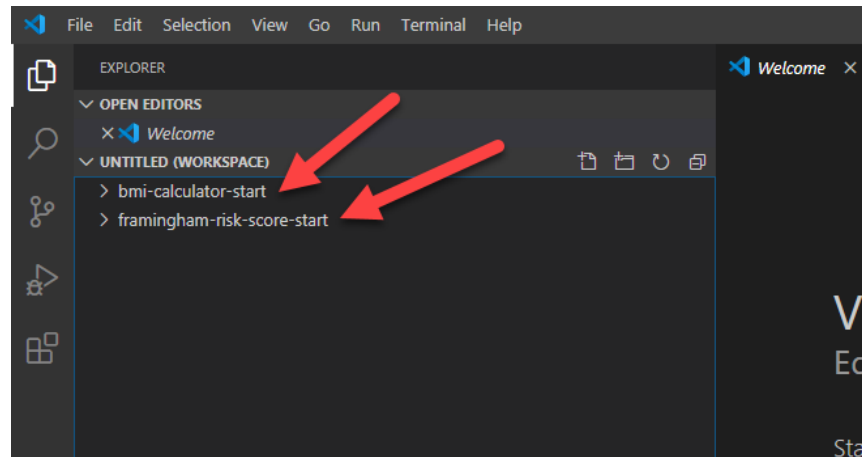 File Edit Selection View Go Run Terminal Help
EXPLORER
Welcome
OPEN EDITORS
Welcome
UNTITLED (WORKSPACE)
bmi-calculator-start
framingham-risk-score-start